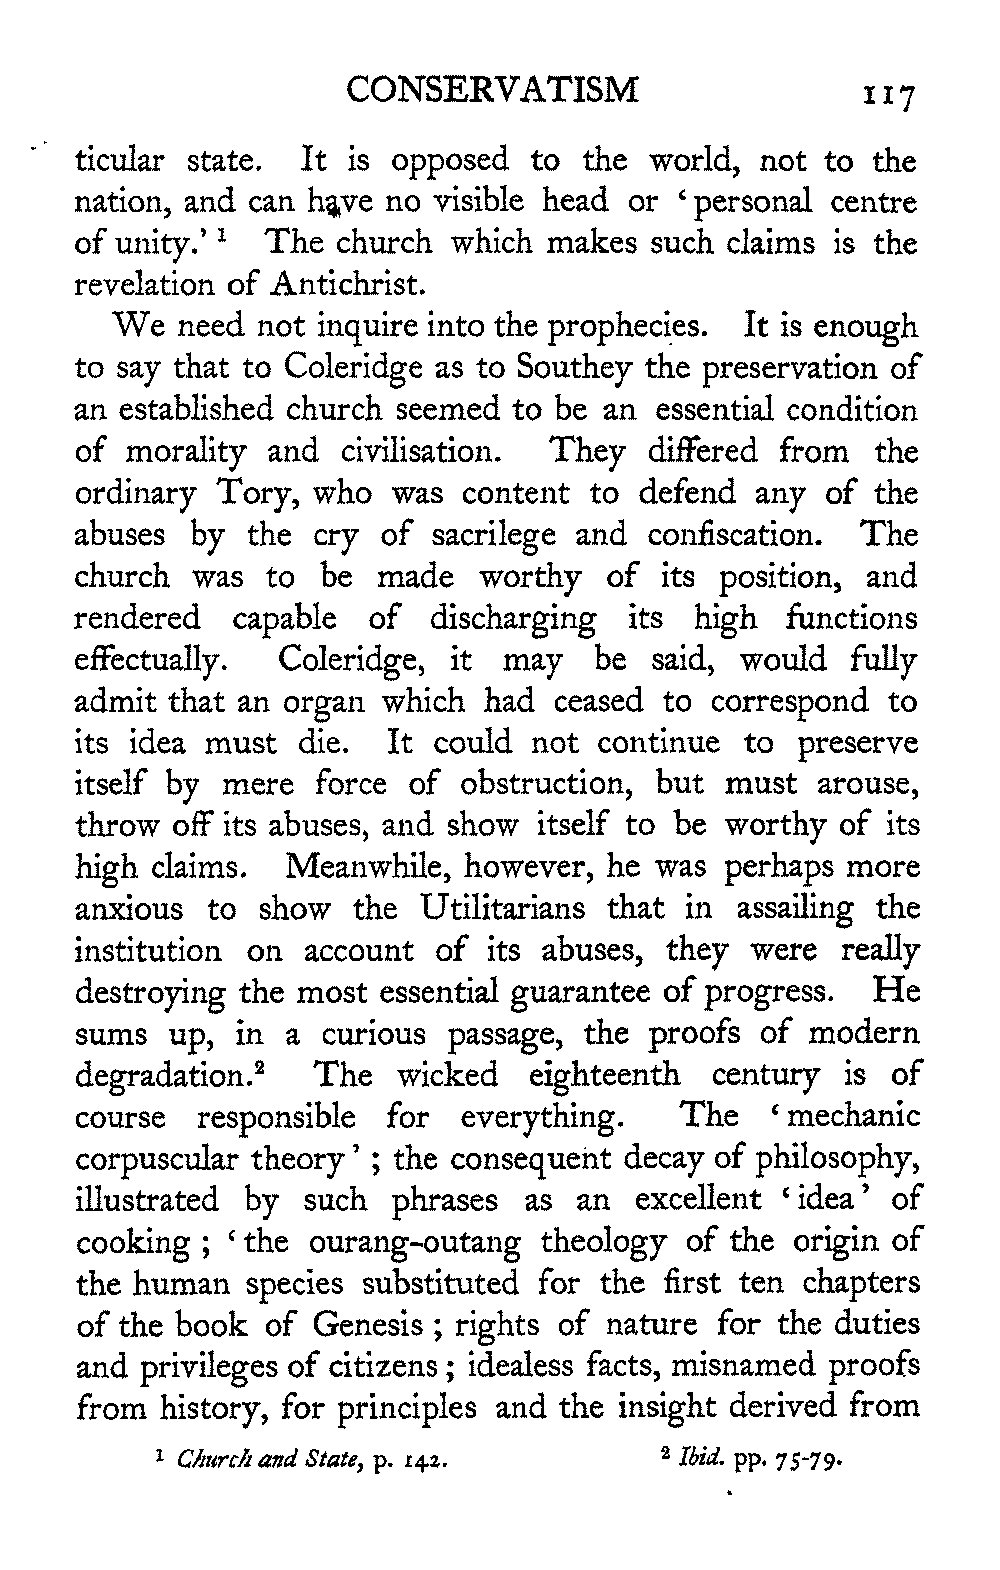 CONSERVATISM 117
ticular state. It is opposed to the world, not to the
nation, and can have no visible head or ‘personal centre
of unity.’ ¹ The church which makes such claims is the
revelation of Antichrist.
We need not inquire into the prophecies. It is enough
to say that to Coleridge as to Southey the preservation of
an established church seemed to be an essential condition
of morality and civilisation. They differed from the
ordinary Tory, who was content to defend any of the
abuses by the cry of sacrilege and confiscation. The
church was to be made worthy of its position, and
rendered capable of discharging its high functions
effectually. Coleridge, it may be said, would fully
admit that an organ which had ceased to correspond to
its idea must die. It could not continue to preserve
itself by mere force of obstruction, but must arouse,
throw off its abuses, and show itself to be worthy of its
high claims. Meanwhile, however, he was perhaps more
anxious to show the Utilitarians that in assailing the
institution on account of its abuses, they were really
destroying the most essential guarantee of progress. He
sums up, in a curious passage, the proofs of modern
degradation.² The wicked eighteenth century is of
course responsible for everything. The ‘mechanic
corpuscular theory’ ; the consequent decay of philosophy,
illustrated by such phrases as an excellent ‘idea’ of
cooking ; ‘the ourang-outang theology of the origin of
the human species substituted for the first ten chapters
of the book of Genesis ; rights of nature for the duties
and privileges of citizens ; idealess facts, misnamed proofs
from history, for principles and the insight derived from
¹ Church and State, p. 142. ² Ibid. pp. 75-79.